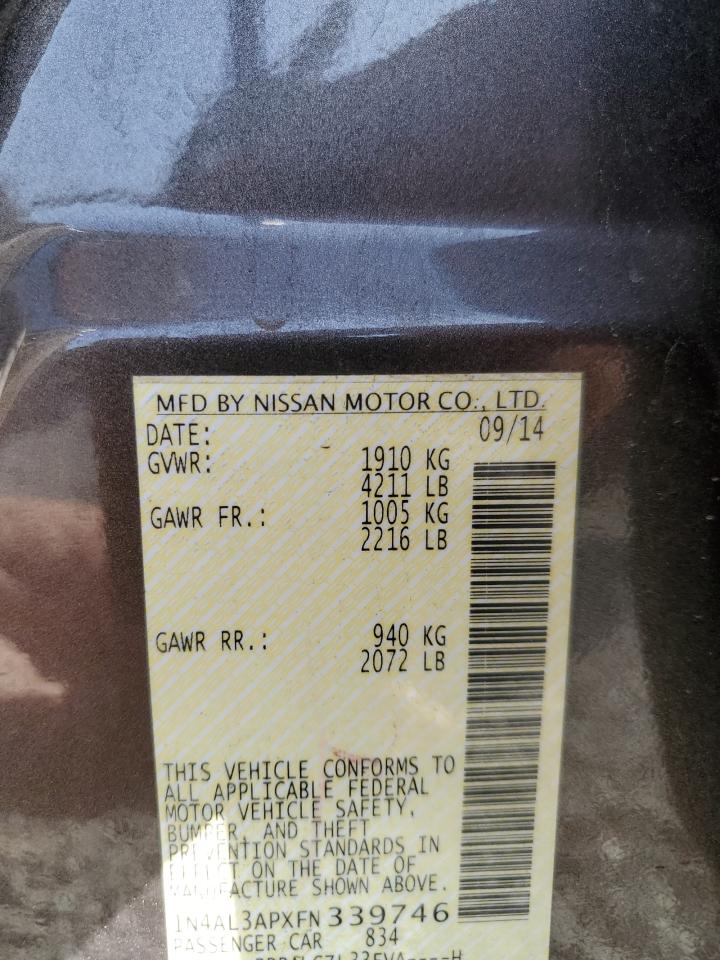 MFD BY NISSAN MOTOR CO., LTD.
DATE: 09/14
GVWR: 1910 KG
4211 LB
GAWR FR.: 1005 KG
2216 LB
GAWR RR.: 940 KG
2072 LB
THIS VEHICLE CONFORMS TO
ALL APPLICABLE FEDERAL
MOTOR VEHICLE SAFETY,
BUMPER, AND THEFT
PREVENTION STANDARDS IN
EFFECT ON THE DATE OF
MANUFACTURE SHOWN ABOVE.
1N4AL3APXFN339746
PASSENGER CAR 834